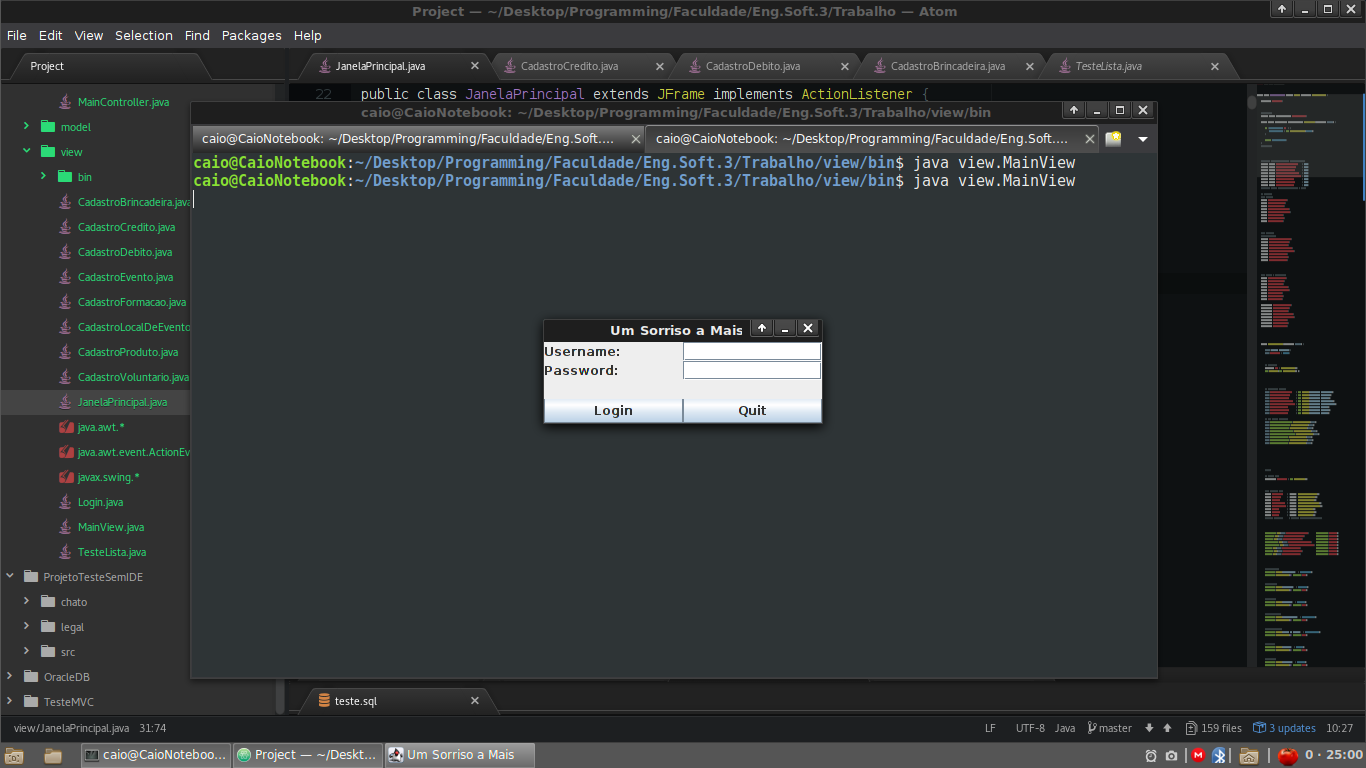 Project — ~/Desktop/Programming/Faculdade/Eng.Soft.3/Trabalho — Atom
File Edit View Selection Find Packages Help
Project
JanelaPrincipal.java
CadastroCredito.java
CadastroDebito.java
CadastroBrincadeira.java
TesteLista.java
22 public class JanelaPrincipal extends JFrame implements ActionListener {
MainController.java
model
view
bin
CadastroBrincadeira.java
CadastroCredito.java
CadastroDebito.java
CadastroEvento.java
CadastroFormacao.java
CadastroLocalDeEvento
CadastroProduto.java
CadastroVoluntario.java
JanelaPrincipal.java
java.awt.*
java.awt.event.ActionEv
javax.swing.*
Login.java
MainView.java
TesteLista.java
ProjetoTesteSemIDE
chato
legal
src
OracleDB
TesteMVC
caio@CaioNotebook: ~/Desktop/Programming/Faculdade/Eng.Soft.3/Trabalho/view/bin
caio@CaioNotebook: ~/Desktop/Programming/Faculdade/Eng.Soft....
caio@CaioNotebook: ~/Desktop/Programming/Faculdade/Eng.Soft....
caio@CaioNotebook:~/Desktop/Programming/Faculdade/Eng.Soft.3/Trabalho/view/bin$ java view.MainView
caio@CaioNotebook:~/Desktop/Programming/Faculdade/Eng.Soft.3/Trabalho/view/bin$ java view.MainView
Um Sorriso a Mais
Username:
Password:
Login Quit
teste.sql
view/JanelaPrincipal.java 31:74
LF UTF-8 Java master 159 files 3 updates 10:27
caio@CaioNoteboo...
Project — ~/Deskt...
Um Sorriso a Mais
0 · 25:00